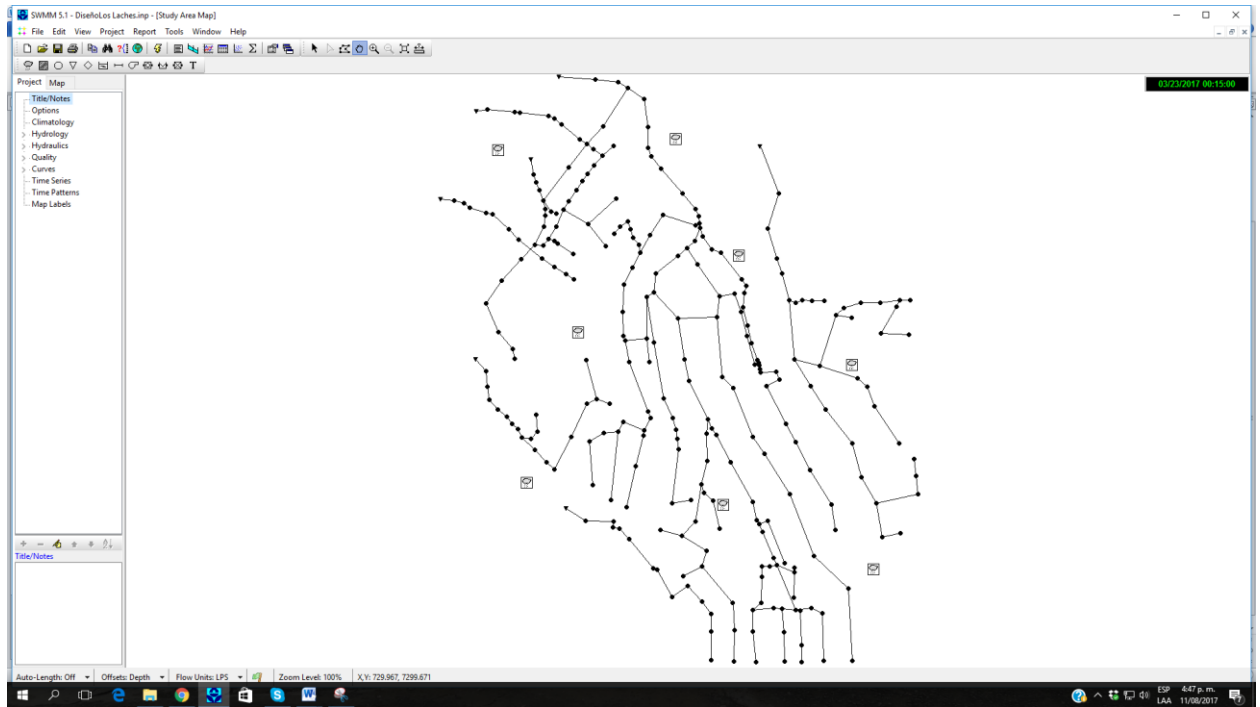 SWMM 5.1 - DiseñoLos Laches.inp - [Study Area Map]
File Edit View Project Report Tools Window Help
Project Map
03/23/2017 00:15:00
Title/Notes
Options
Climatology
Hydrology
Hydraulics
Quality
Curves
Time Series
Time Patterns
Map Labels
Title/Notes
Auto-Length: Off Offsets: Depth Flow Units: LPS Zoom Level: 100% X,Y: 729.967, 7299.671
ESP 4:47 p. m.
LAA 11/08/2017